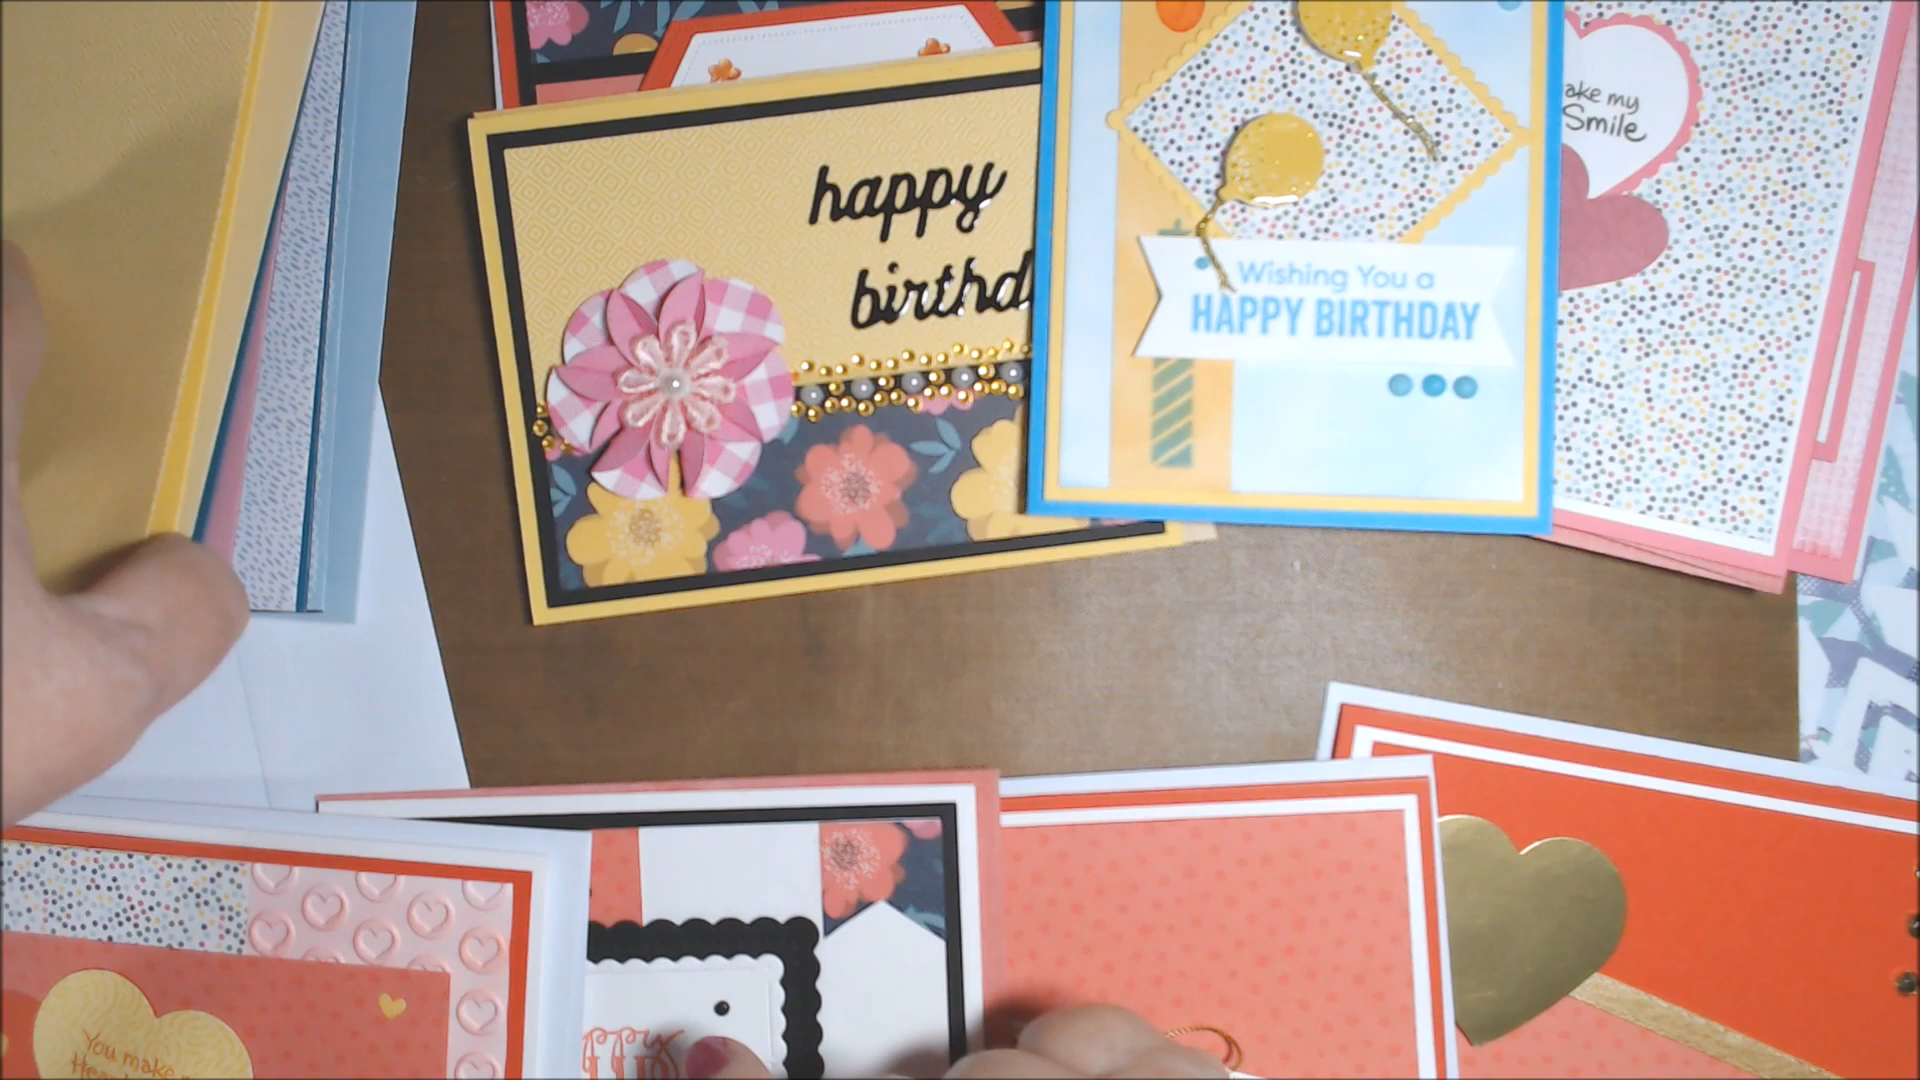 happy
birthd
Wishing You a
HAPPY BIRTHDAY
ake my
Smile
You make